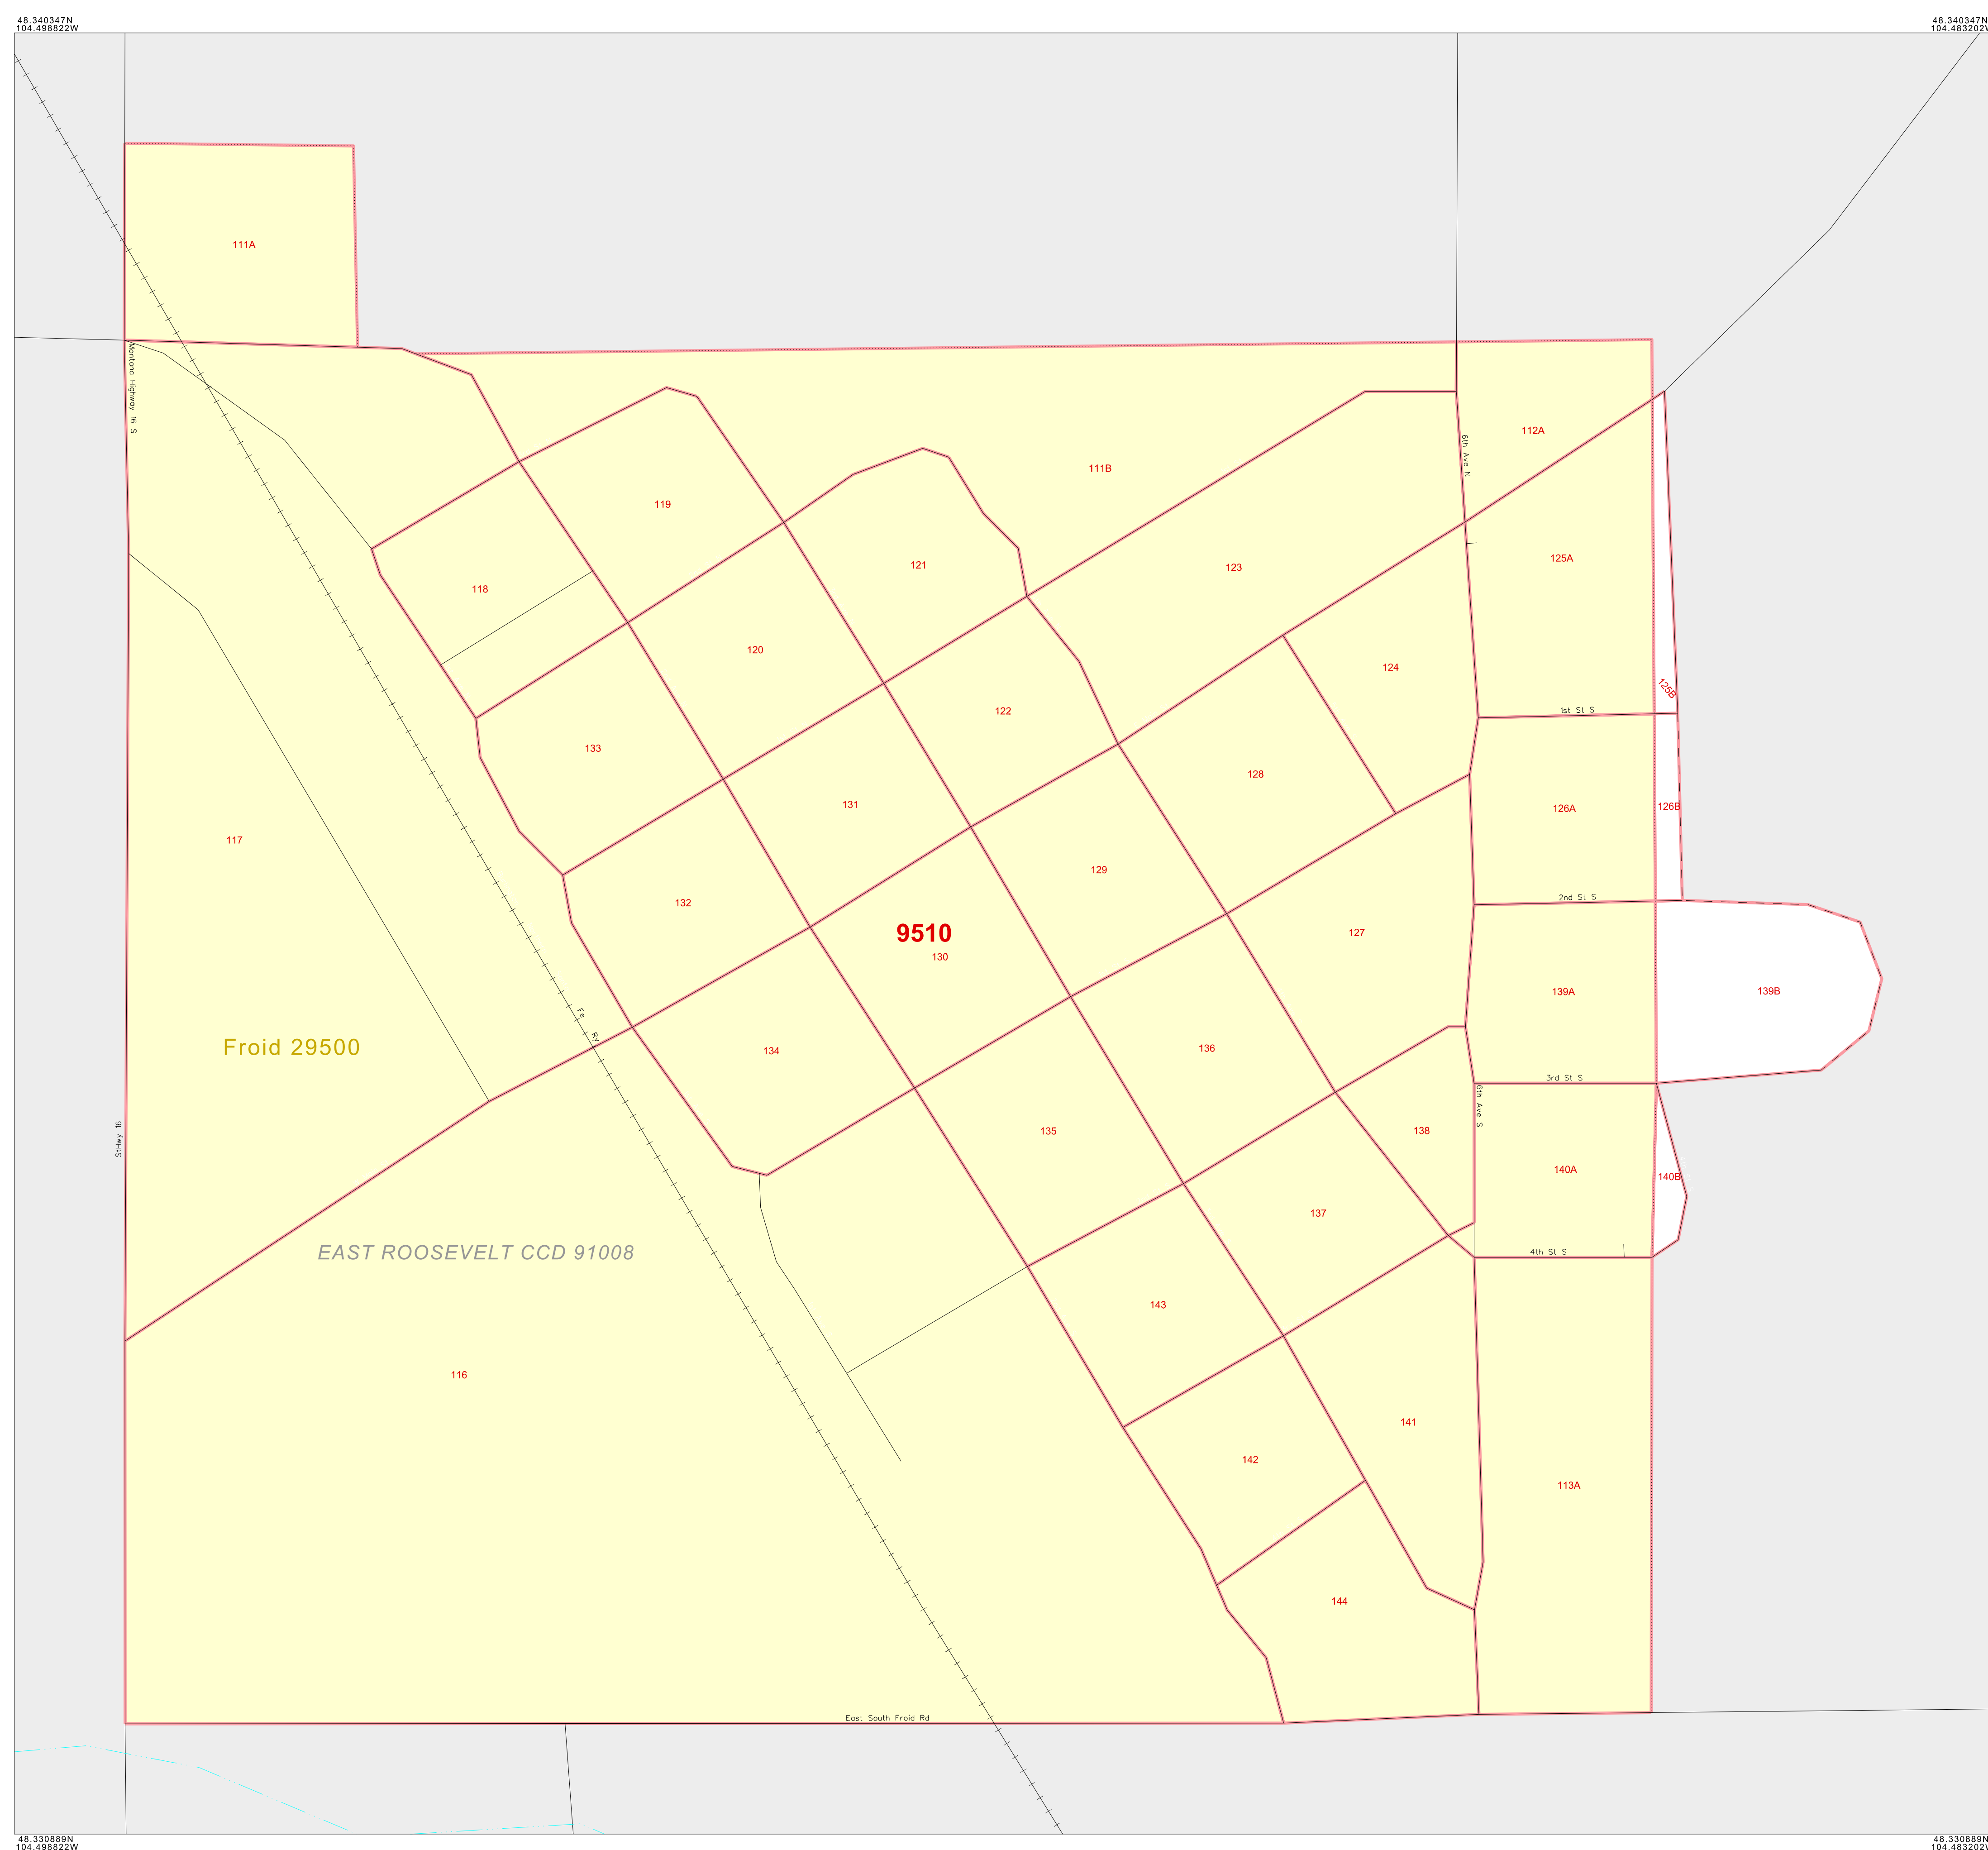 48.340347N
104.498822W
48.340347N
104.483202W
111A
Montana Highway 16 S
112A
6th Ave N
111B
119
125A
121
123
118
120
124
125B
122
1st St S
133
128
131
126A
126B
117
129
2nd St S
132
9510
127
130
139A
139B
Fe Ry
Froid 29500
134
136
3rd St S
6th Ave S
StHwy 16
135
138
140A
140B
137
EAST ROOSEVELT CCD 91008
4th St S
143
116
141
142
113A
144
East South Froid Rd
48.330889N
104.498822W
48.330889N
104.483202W